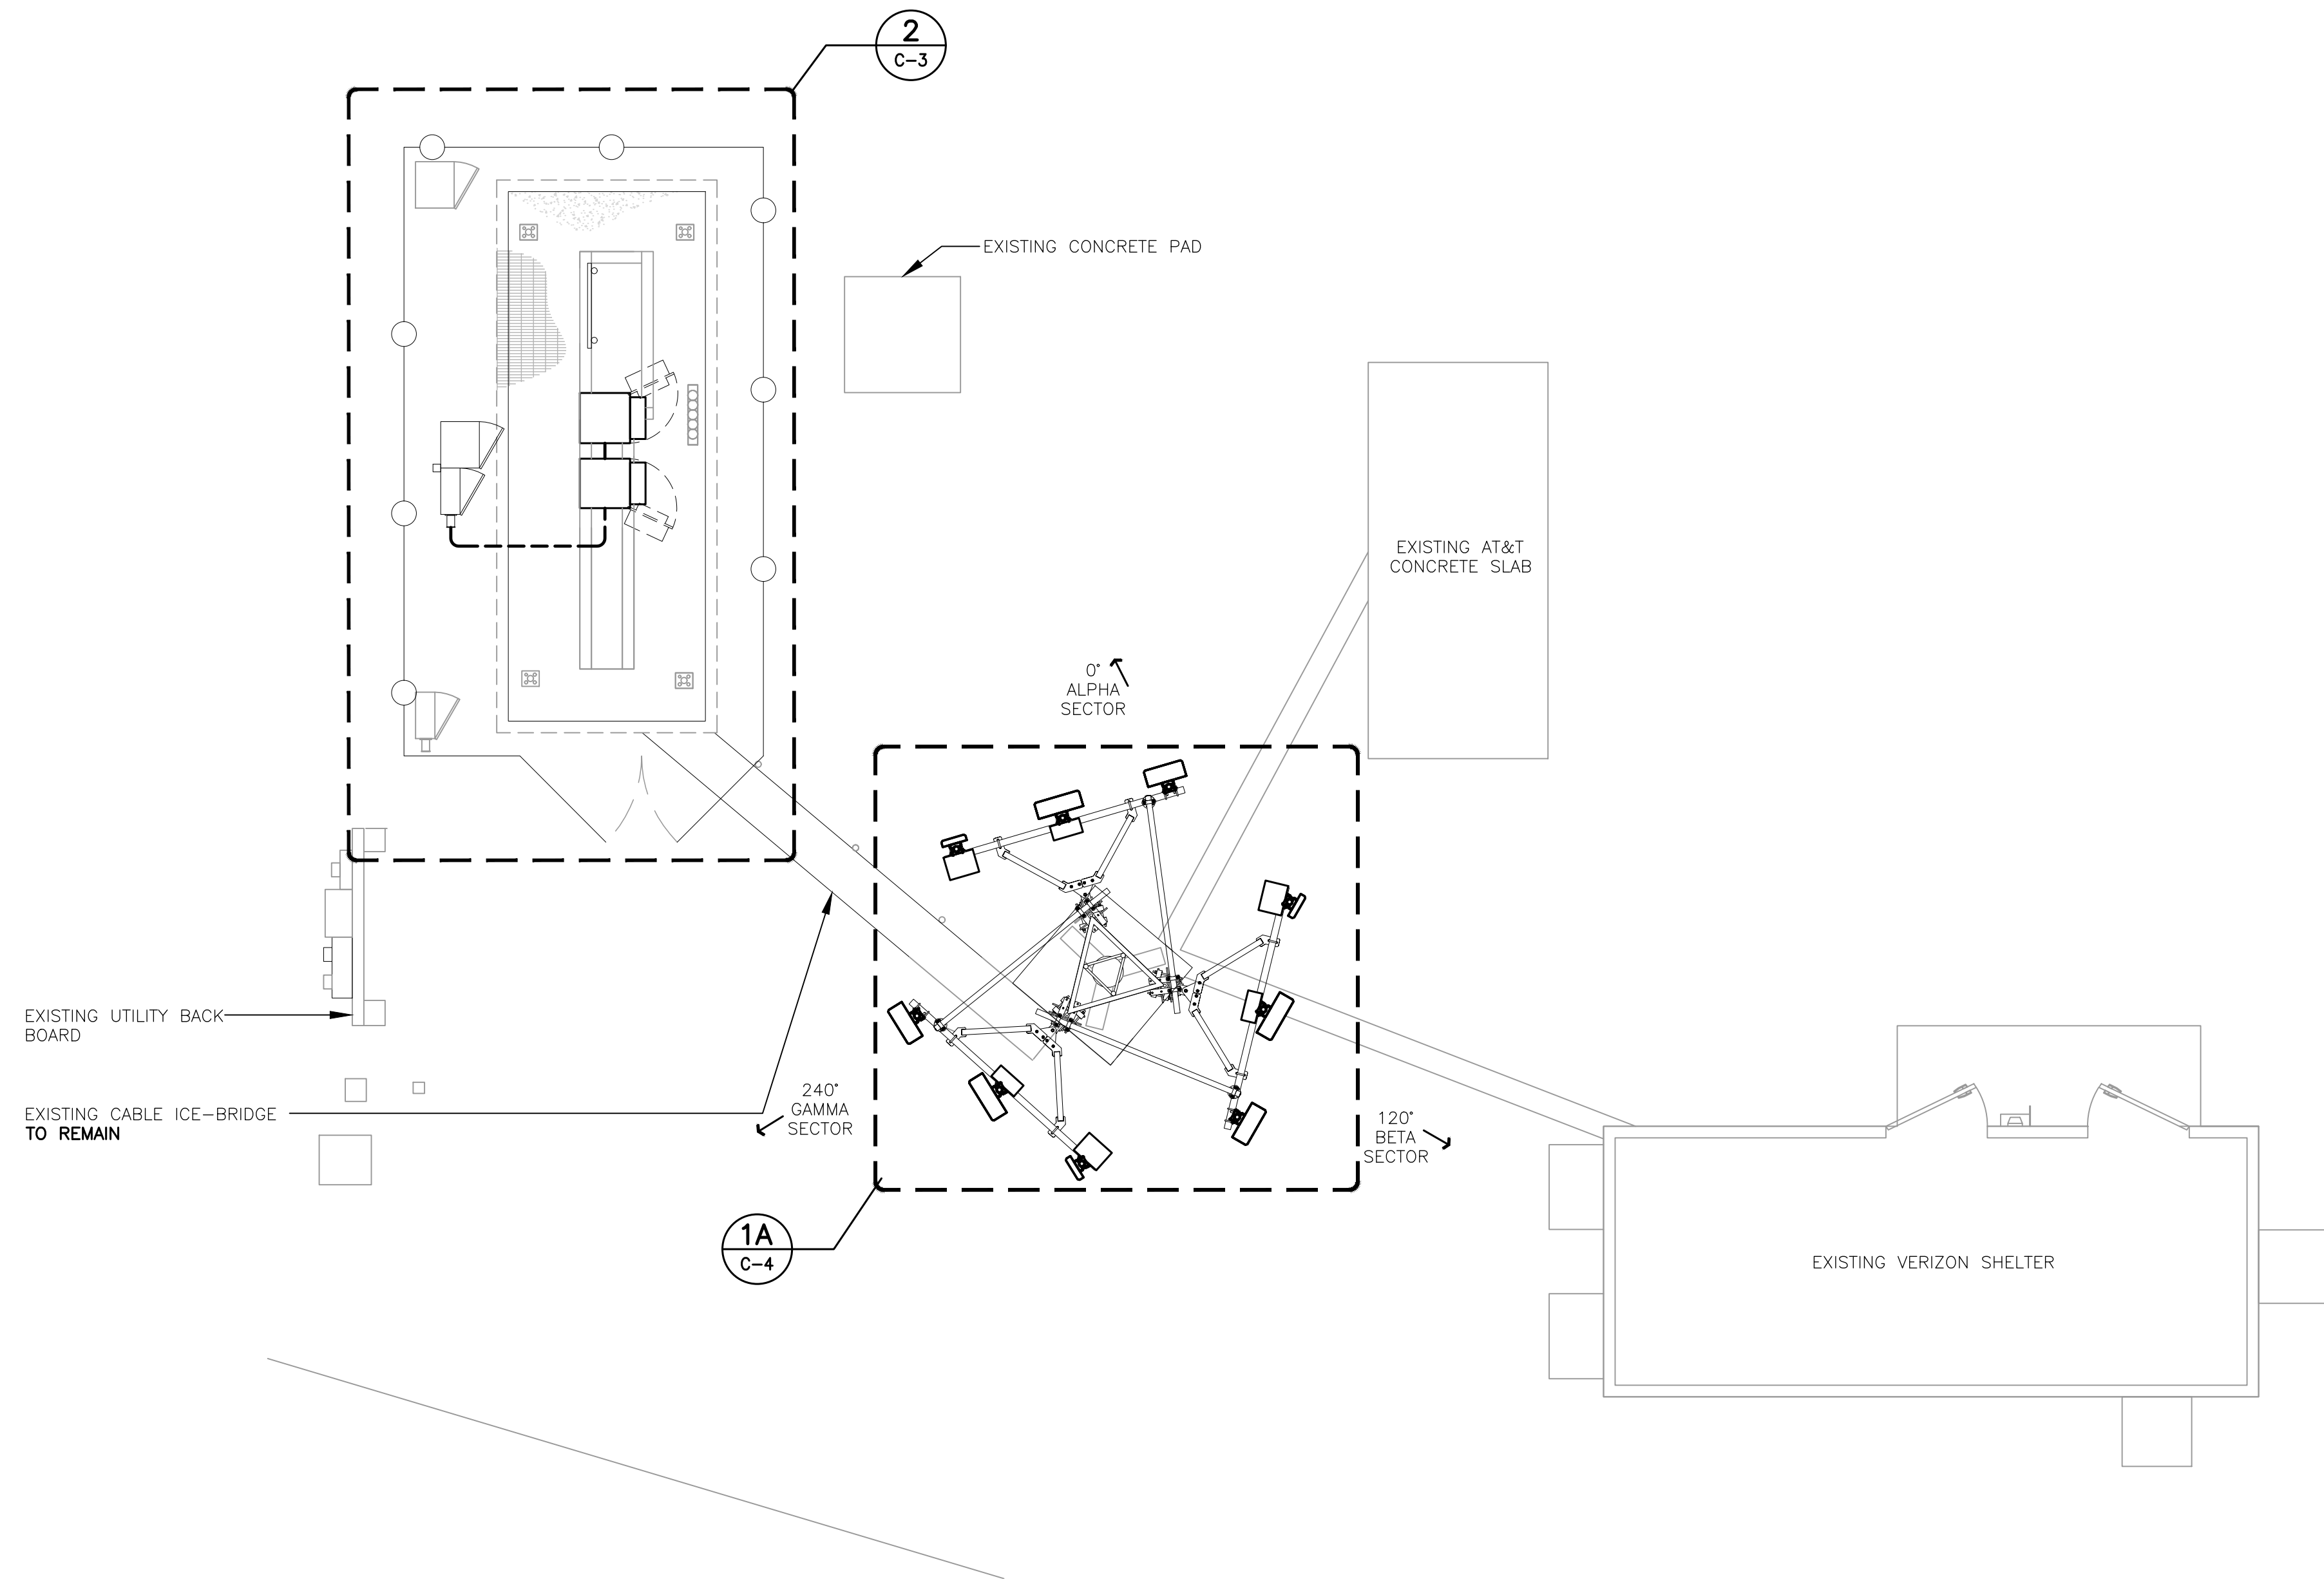 2
C-3
EXISTING CONCRETE PAD
EXISTING AT&T
CONCRETE SLAB
0°
ALPHA
SECTOR
EXISTING UTILITY BACK
BOARD
EXISTING CABLE ICE-BRIDGE
TO REMAIN
240°
GAMMA
SECTOR
120°
BETA
SECTOR
1A
C-4
EXISTING VERIZON SHELTER